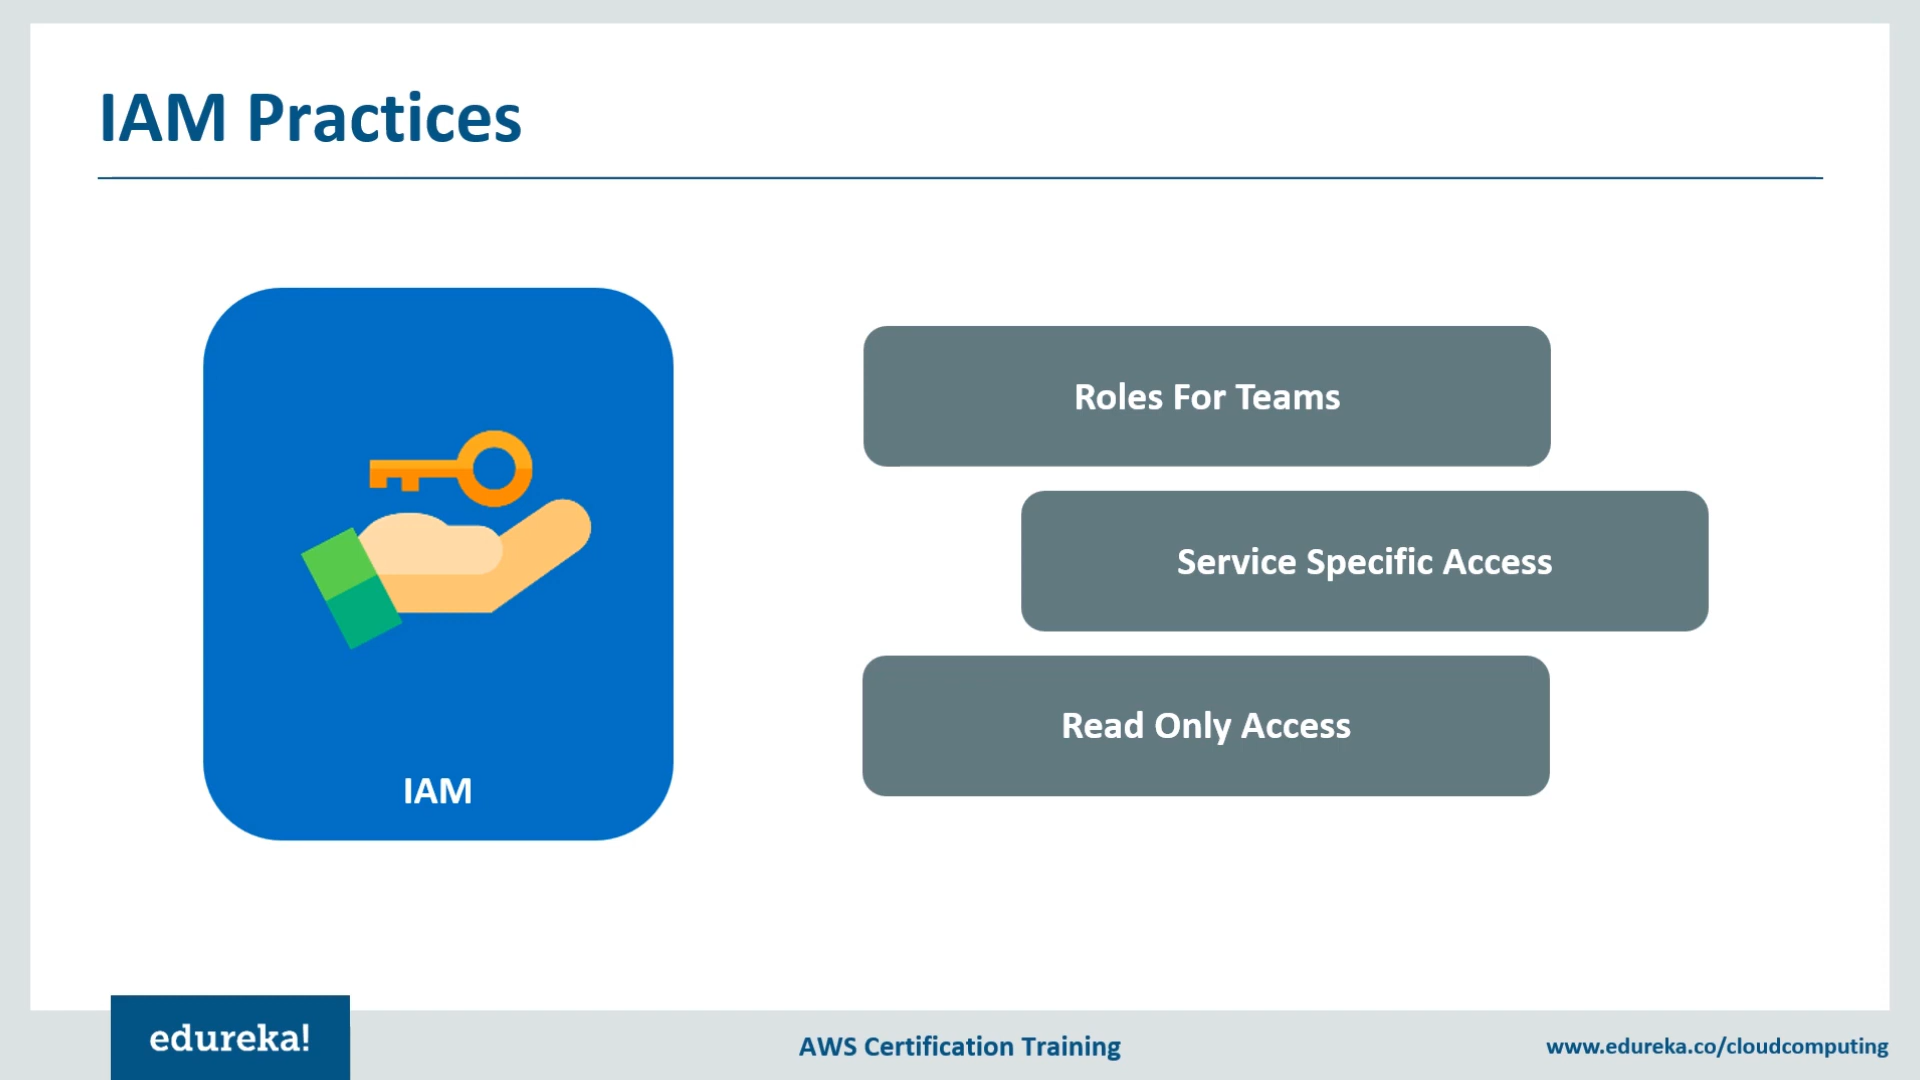 IAM Practices
IAM
Roles For Teams
Service Specific Access
Read Only Access
edureka!
AWS Certification Training
www.edureka.co/cloudcomputing